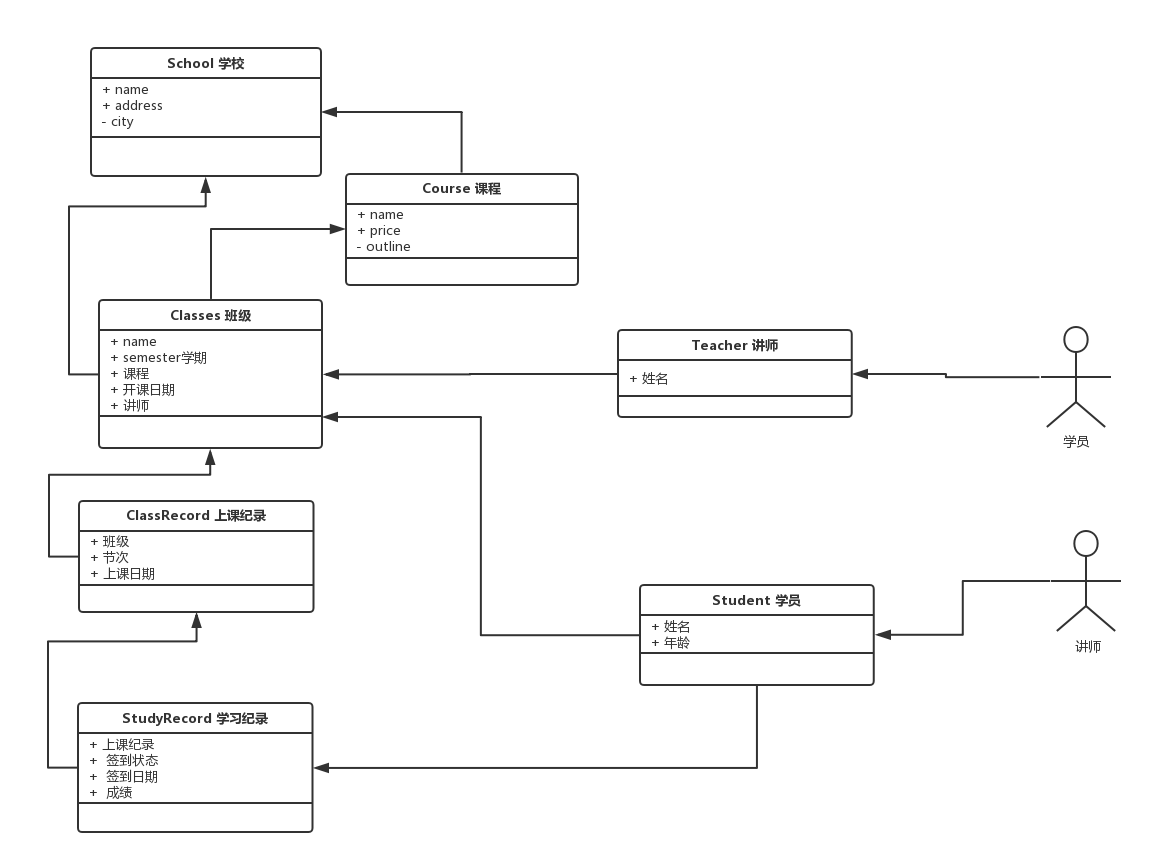 School 学校
+ name
+ address
- city
Course 课程
+ name
+ price
- outline
Classes 班级
+ name
+ semester学期
+ 课程
+ 开课日期
+ 讲师
Teacher 讲师
+ 姓名
学员
ClassRecord 上课纪录
+ 班级
+ 节次
+ 上课日期
Student 学员
+ 姓名
+ 年龄
讲师
StudyRecord 学习纪录
+ 上课纪录
+ 签到状态
+ 签到日期
+ 成绩